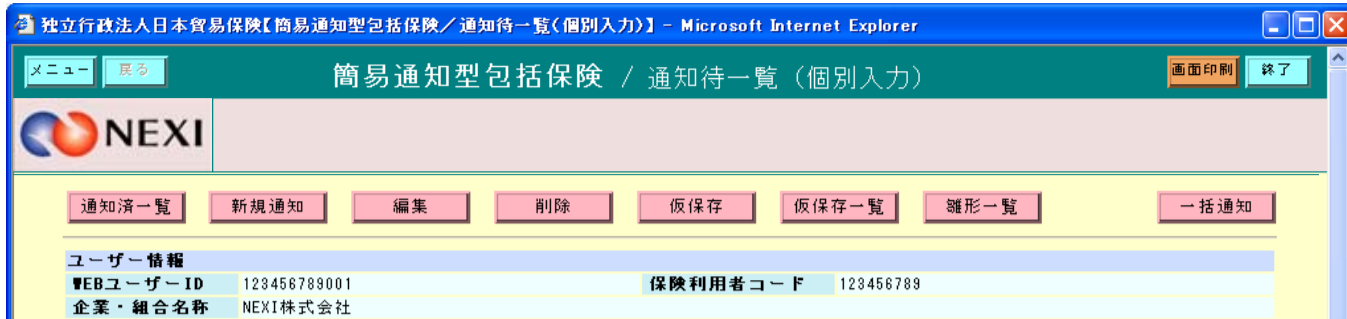 独立行政法人日本貿易保険【簡易通知型包括保険／通知待一覧(個別入力)】 - Microsoft Internet Explorer
メニュー 戻る 簡易通知型包括保険 / 通知待一覧（個別入力） 画面印刷 終了
NEXI
通知済一覧 新規通知 編集 削除 仮保存 仮保存一覧 雛形一覧 一括通知
ユーザー情報
WEBユーザーID 123456789001 保険利用者コード 123456789
企業・組合名称 NEXI株式会社